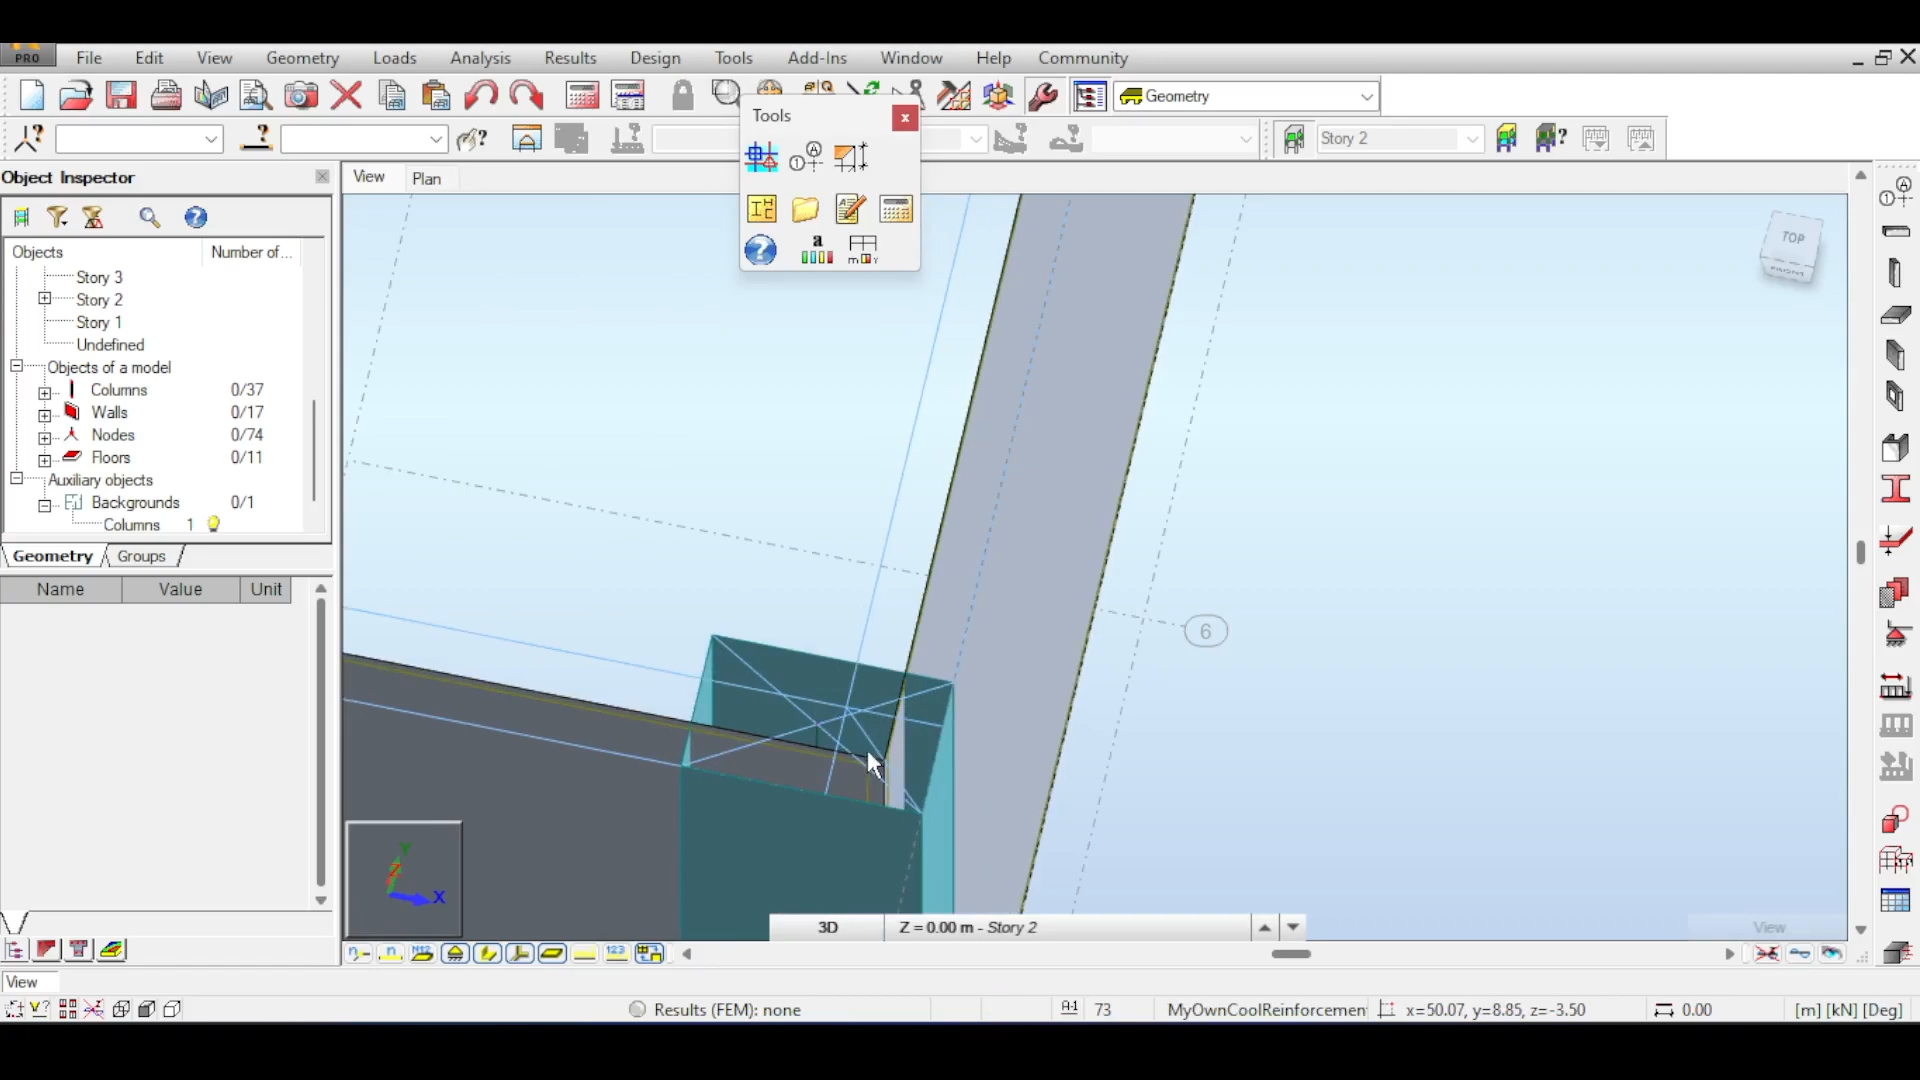 PRO File Edit View Geometry Loads Analysis Results Design Tools Add-Ins Window Help Community
Geometry
Tools
Story 2
Object Inspector
View Plan
Objects Number of...
Story 3
Story 2
Story 1
Undefined
Objects of a model
Columns 0/37
Walls 0/17
Nodes 0/74
Floors 0/11
Auxiliary objects
Backgrounds 0/1
Columns 1
Geometry Groups
Name Value Unit
TOP
FRONT
6
Y
Z
X
3D Z = 0.00 m - Story 2
View
View
Results (FEM): none 73 MyOwnCoolReinforcemen x=50.07, y=8.85, z=-3.50 0.00 [m] [kN] [Deg]